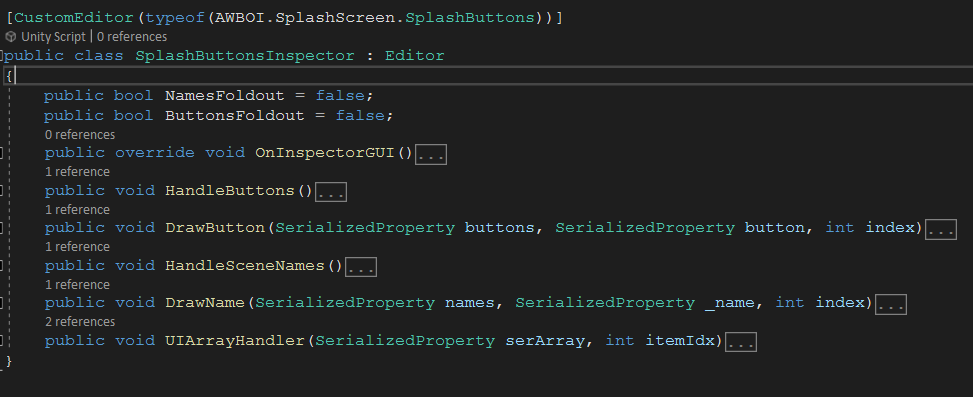 [CustomEditor(typeof(AWBOI.SplashScreen.SplashButtons))]
Unity Script | 0 references
public class SplashButtonsInspector : Editor
{
public bool NamesFoldout = false;
public bool ButtonsFoldout = false;
0 references
public override void OnInspectorGUI()...
1 reference
public void HandleButtons()...
1 reference
public void DrawButton(SerializedProperty buttons, SerializedProperty button, int index)...
1 reference
public void HandleSceneNames()...
1 reference
public void DrawName(SerializedProperty names, SerializedProperty _name, int index)...
2 references
public void UIArrayHandler(SerializedProperty serArray, int itemIdx)...
}